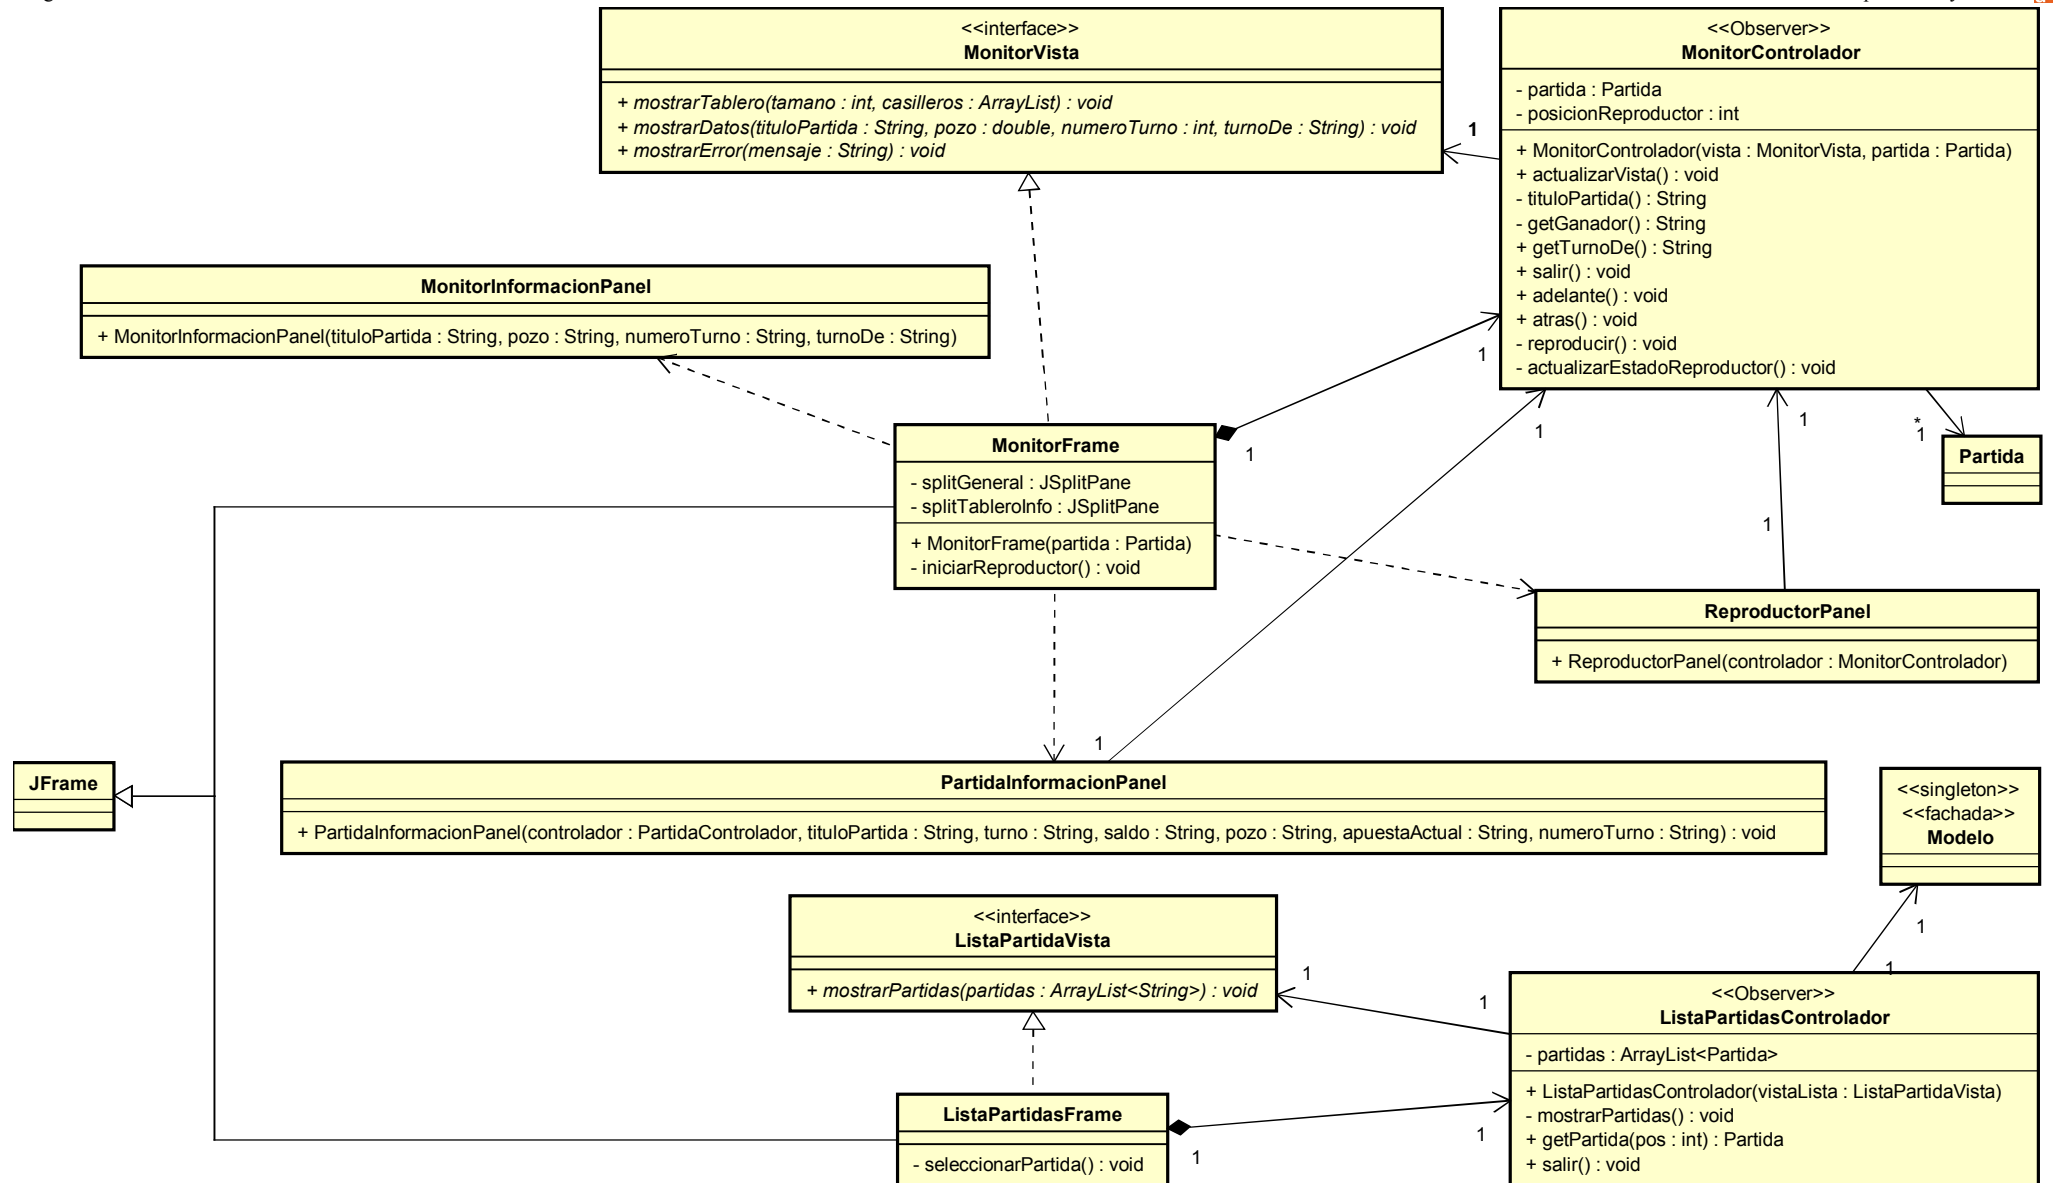 <<interface>>
MonitorVista
+ mostrarTablero(tamano : int, casilleros : ArrayList) : void
+ mostrarDatos(tituloPartida : String, pozo : double, numeroTurno : int, turnoDe : String) : void
+ mostrarError(mensaje : String) : void
1
<<Observer>>
MonitorControlador
- partida : Partida
- posicionReproductor : int
+ MonitorControlador(vista : MonitorVista, partida : Partida)
+ actualizarVista() : void
- tituloPartida() : String
- getGanador() : String
+ getTurnoDe() : String
+ salir() : void
+ adelante() : void
+ atras() : void
- reproducir() : void
- actualizarEstadoReproductor() : void
MonitorInformacionPanel
+ MonitorInformacionPanel(tituloPartida : String, pozo : String, numeroTurno : String, turnoDe : String)
1
1
1
1
*
1
Partida
MonitorFrame
- splitGeneral : JSplitPane
- splitTableroInfo : JSplitPane
+ MonitorFrame(partida : Partida)
- iniciarReproductor() : void
1
ReproductorPanel
+ ReproductorPanel(controlador : MonitorControlador)
1
JFrame
PartidaInformacionPanel
+ PartidaInformacionPanel(controlador : PartidaControlador, tituloPartida : String, turno : String, saldo : String, pozo : String, apuestaActual : String, numeroTurno : String) : void
<<singleton>>
<<fachada>>
Modelo
1
1
<<interface>>
ListaPartidaVista
+ mostrarPartidas(partidas : ArrayList<String>) : void
1
1
<<Observer>>
ListaPartidasControlador
- partidas : ArrayList<Partida>
+ ListaPartidasControlador(vistaLista : ListaPartidaVista)
- mostrarPartidas() : void
+ getPartida(pos : int) : Partida
+ salir() : void
ListaPartidasFrame
- seleccionarPartida() : void
1
1